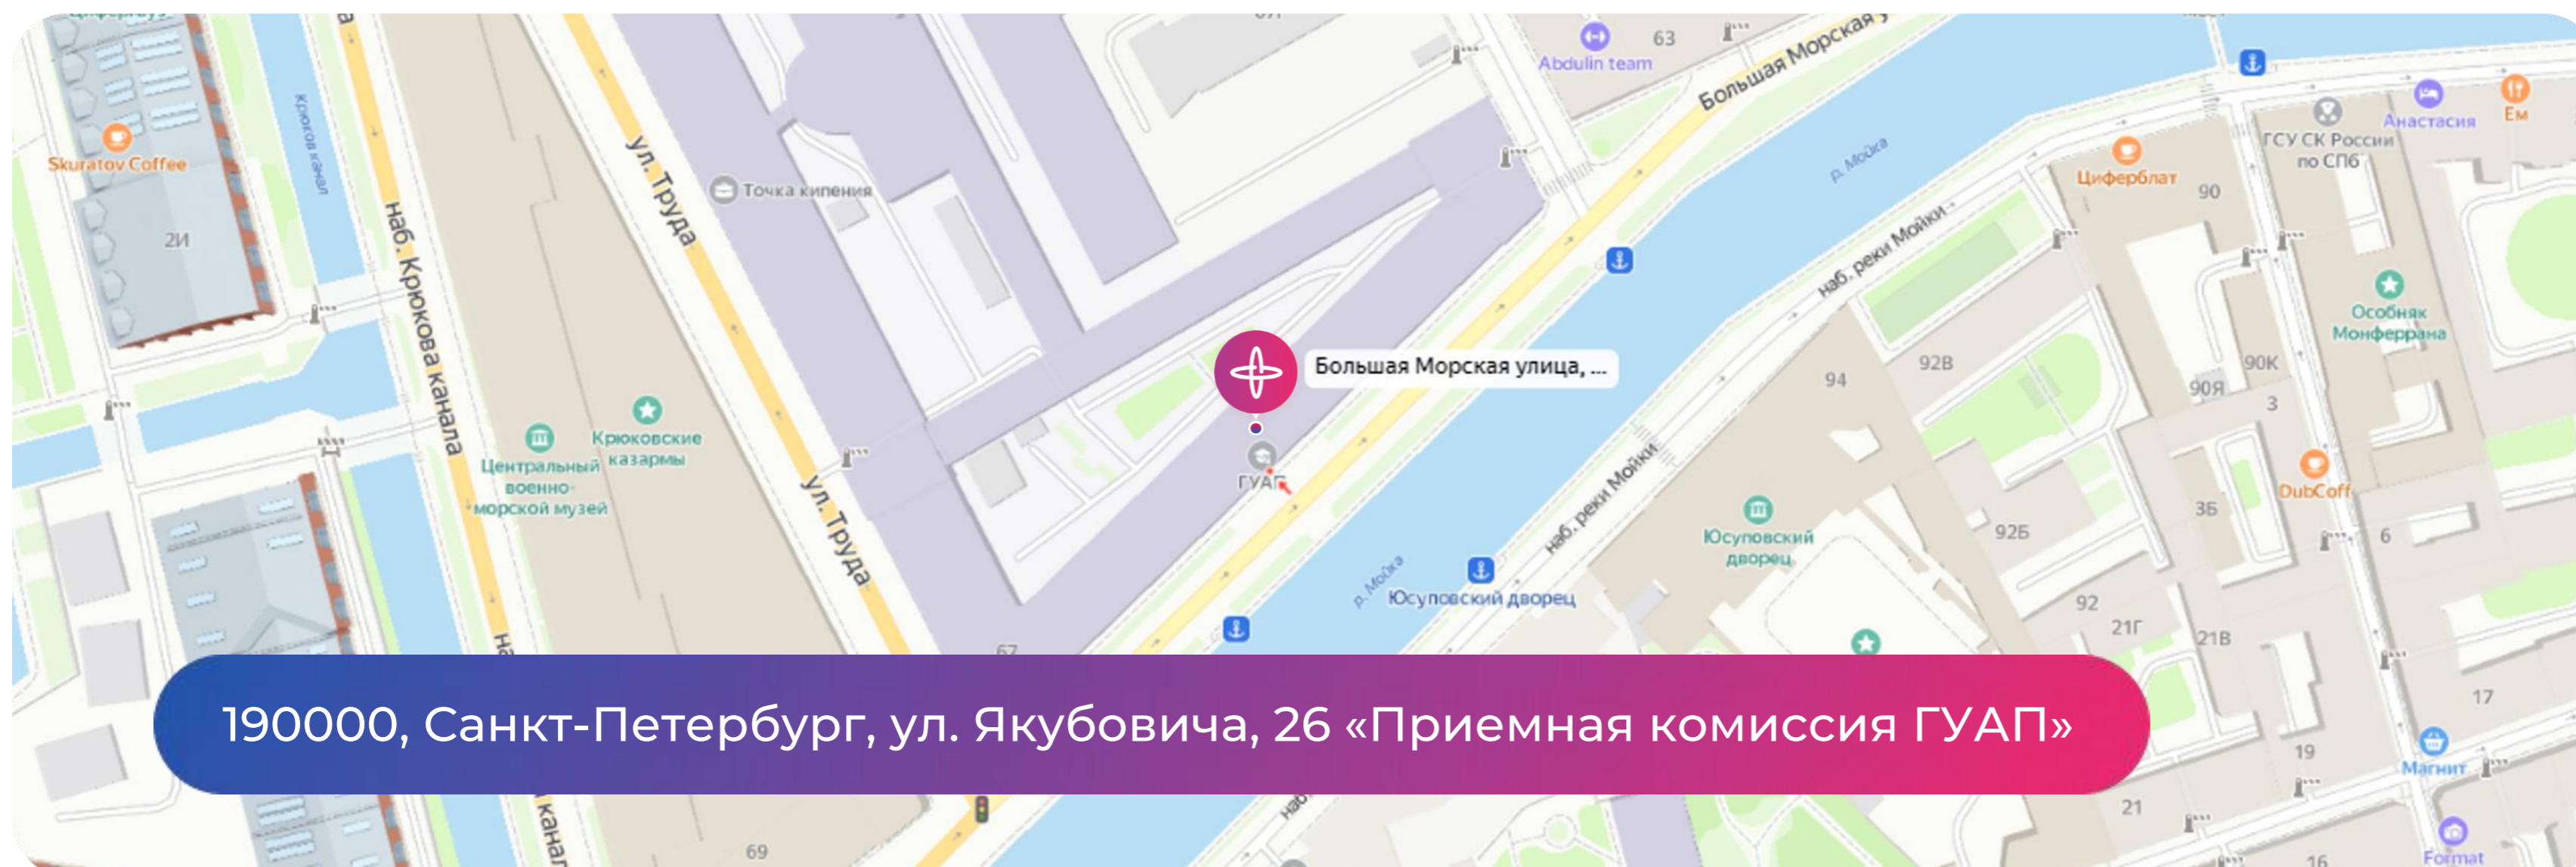 63
Abdulin team
Большая Морская у
Крюков канал
Skuratov Coffee
2И
наб. Крюкова канала
ул. Труда
Точка кипения
р. Мойка
Анастасия
Ем
ГСУ СК России
по СПб
Циферблат
90
наб. реки Мойки
Особняк
Монферрана
Большая Морская улица, ...
94
92В
90К
90Я
3
Крюковские
казармы
Центральный
военно-
морской музей
ГУАП
ул. Труда
наб. реки Мойки
Юсуповский
дворец
DubCoff
3Б
92Б
6
р. Мойка
Юсуповский дворец
92
21Г
21В
67
190000, Санкт-Петербург, ул. Якубовича, 26 «Приемная комиссия ГУАП»
17
19
Магнит
21
канал
наб.
69
16
Format